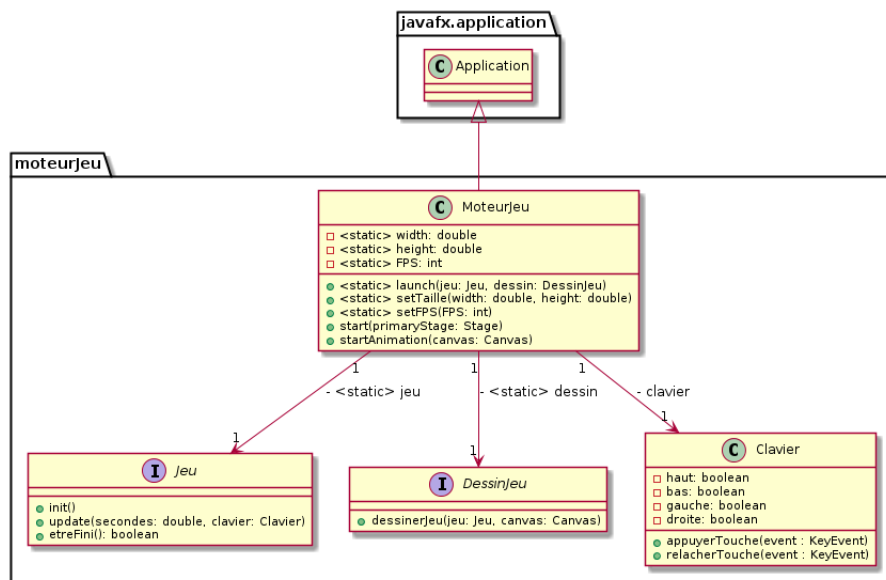 javafx.application
C Application
moteurJeu
C MoteurJeu
<static> width: double
<static> height: double
<static> FPS: int
<static> launch(jeu: Jeu, dessin: DessinJeu)
<static> setTaille(width: double, height: double)
<static> setFPS(FPS: int)
start(primaryStage: Stage)
startAnimation(canvas: Canvas)
1 1 1
- <static> jeu
- <static> dessin
- clavier
1 1 1
I Jeu
init()
update(secondes: double, clavier: Clavier)
etreFini(): boolean
I DessinJeu
dessinerJeu(jeu: Jeu, canvas: Canvas)
C Clavier
haut: boolean
bas: boolean
gauche: boolean
droite: boolean
appuyerTouche(event : KeyEvent)
relacherTouche(event : KeyEvent)